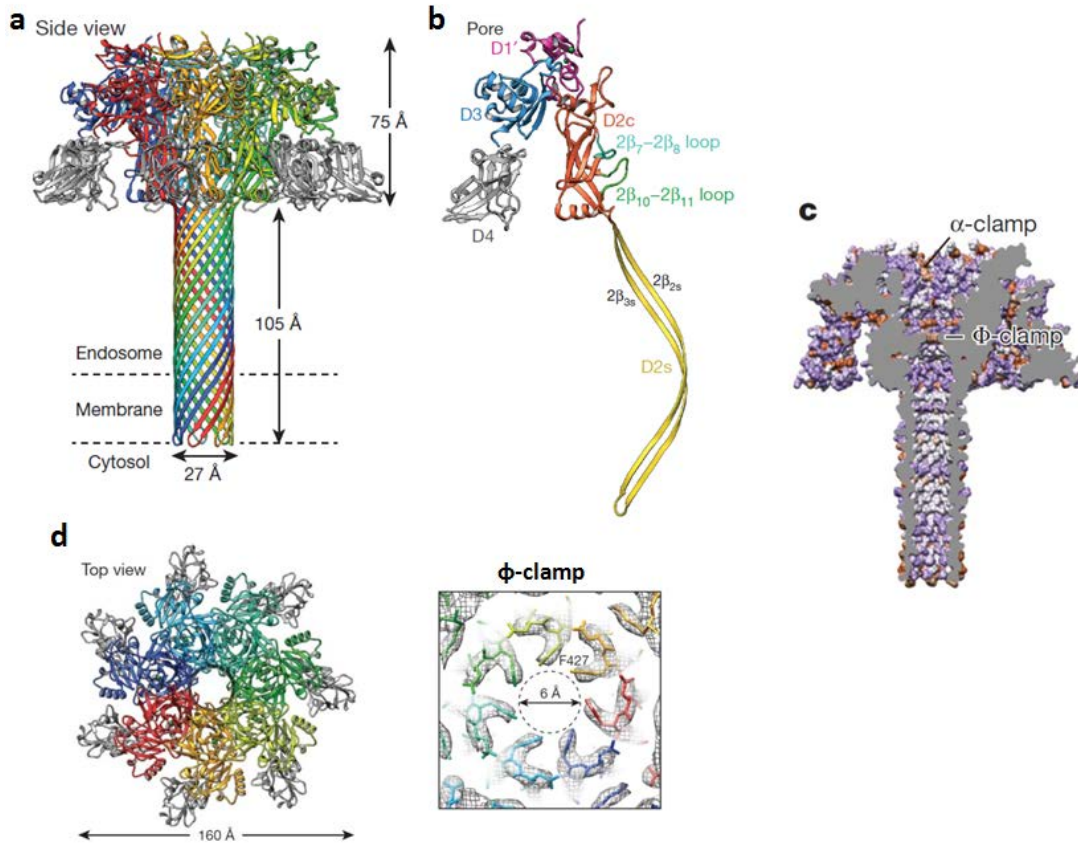 a
Side view
75 Å
105 Å
Endosome
Membrane
Cytosol
27 Å
b
Pore
D1′
D3
D2c
2β₇–2β₈ loop
2β₁₀–2β₁₁ loop
D4
2β₂ₛ
2β₃ₛ
D2s
c
α-clamp
Φ-clamp
d
Top view
160 Å
ϕ-clamp
F427
6 Å